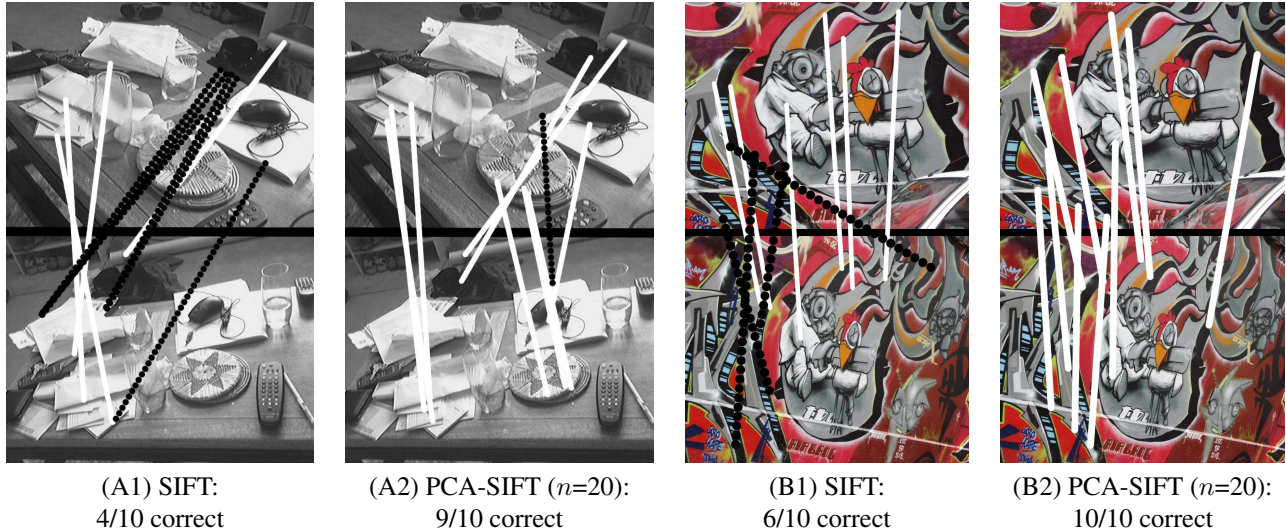 (A1) SIFT:
4/10 correct
(A2) PCA-SIFT (n=20):
9/10 correct
(B1) SIFT:
6/10 correct
(B2) PCA-SIFT (n=20):
10/10 correct